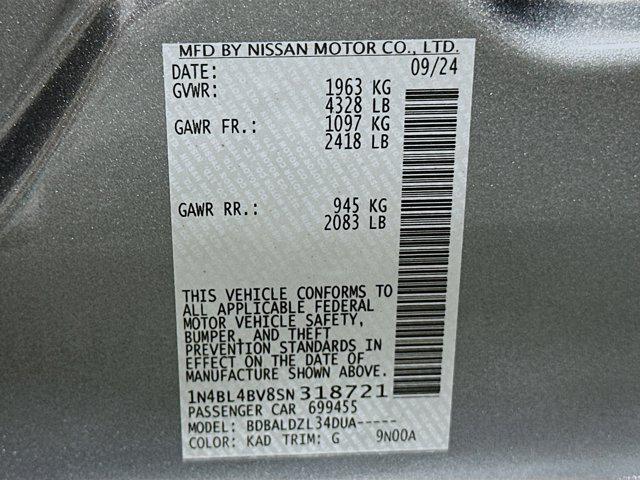 MFD BY NISSAN MOTOR CO., LTD.
DATE: 09/24
GVWR: 1963 KG
4328 LB
GAWR FR.: 1097 KG
2418 LB
GAWR RR.: 945 KG
2083 LB
THIS VEHICLE CONFORMS TO
ALL APPLICABLE FEDERAL
MOTOR VEHICLE SAFETY,
BUMPER, AND THEFT
PREVENTION STANDARDS IN
EFFECT ON THE DATE OF
MANUFACTURE SHOWN ABOVE.
1N4BL4BV8SN318721
PASSENGER CAR 699455
MODEL: BDBALDZL34DUA-----
COLOR: KAD TRIM: G 9N00A